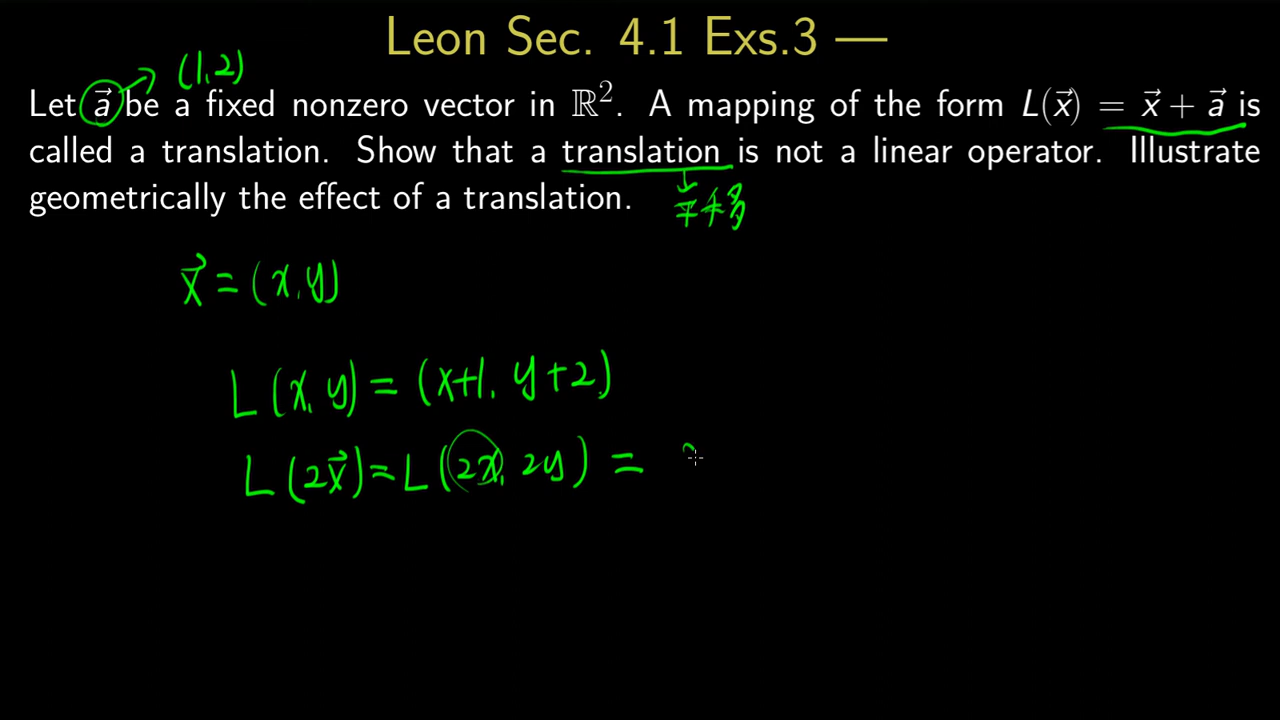 Leon Sec. 4.1 Exs.3 —
(1,2)
Let a⃗ be a fixed nonzero vector in ℝ². A mapping of the form L(x⃗) = x⃗ + a⃗ is
called a translation. Show that a translation is not a linear operator. Illustrate
geometrically the effect of a translation.
平移
x⃗ = (x, y)
L(x, y) = (x+1, y+2)
L(2x⃗) = L(2x, 2y) =